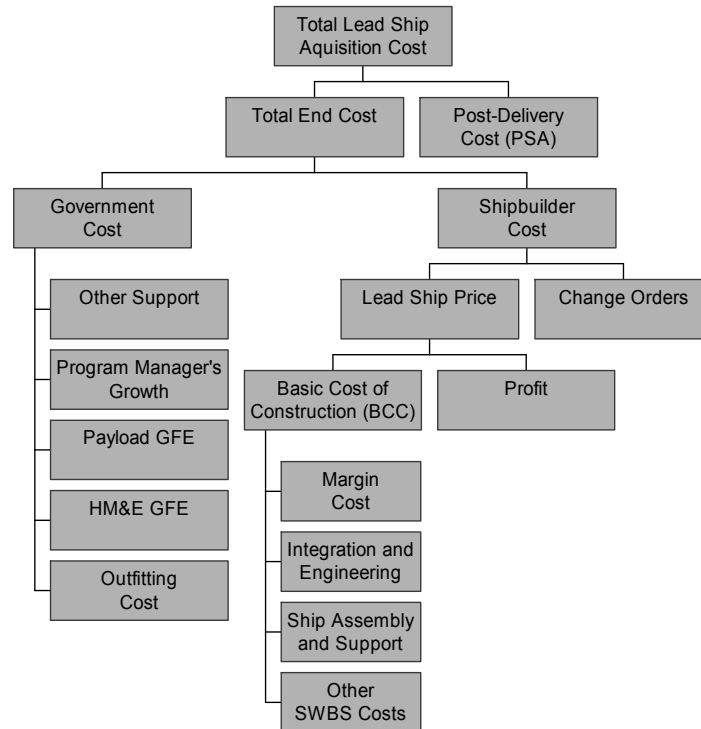 Total Lead Ship
Aquisition Cost
Total End Cost
Post-Delivery
Cost (PSA)
Government
Cost
Shipbuilder
Cost
Other Support
Program Manager's
Growth
Payload GFE
HM&E GFE
Outfitting
Cost
Lead Ship Price
Change Orders
Basic Cost of
Construction (BCC)
Profit
Margin
Cost
Integration and
Engineering
Ship Assembly
and Support
Other
SWBS Costs